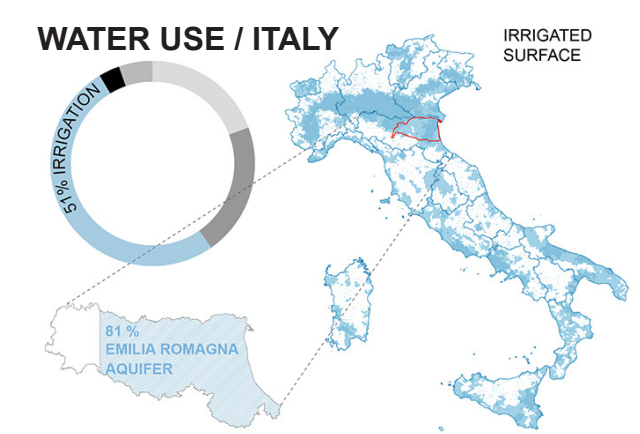 WATER USE / ITALY
IRRIGATED
SURFACE
51% IRRIGATION
81 %
EMILIA ROMAGNA
AQUIFER